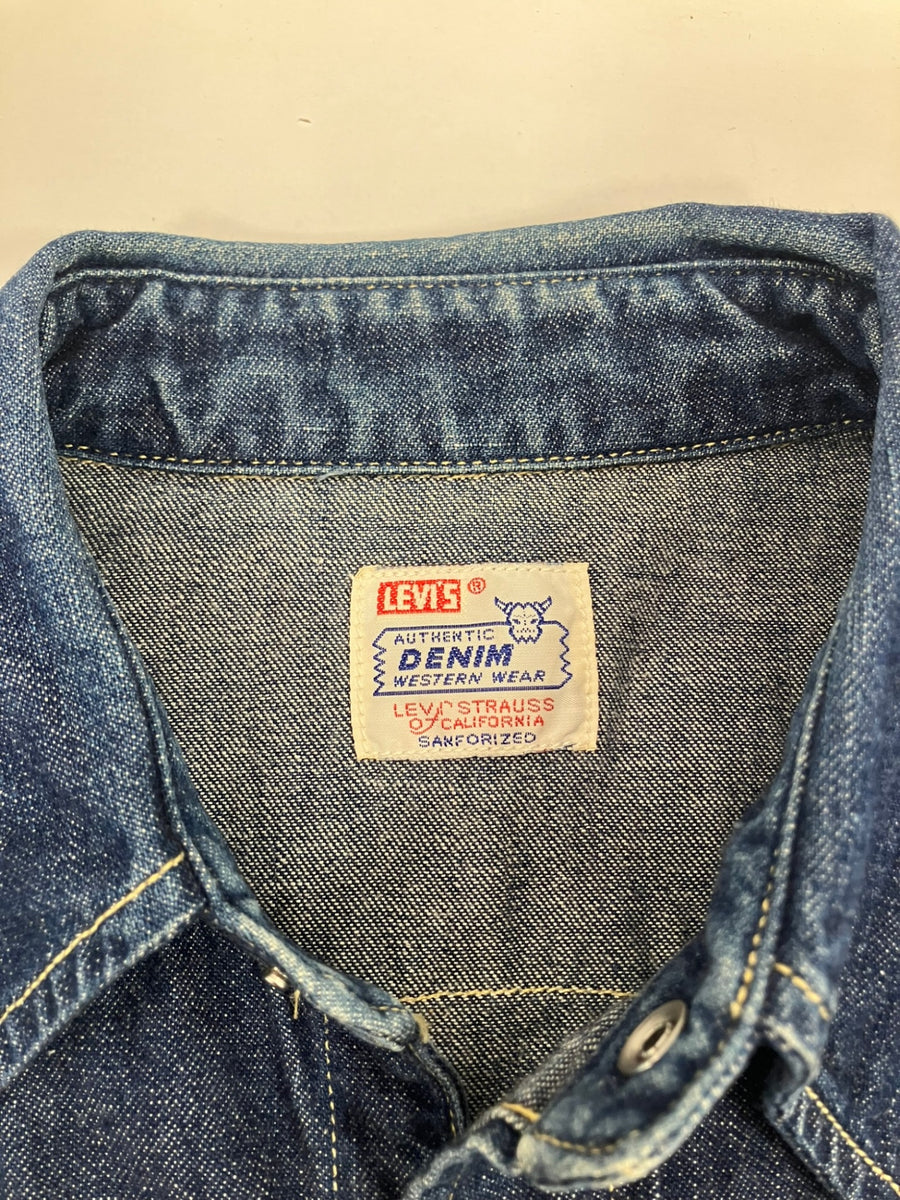 LEVI'S ®
AUTHENTIC
DENIM
WESTERN WEAR
LEVI STRAUSS
OF CALIFORNIA
SANFORIZED